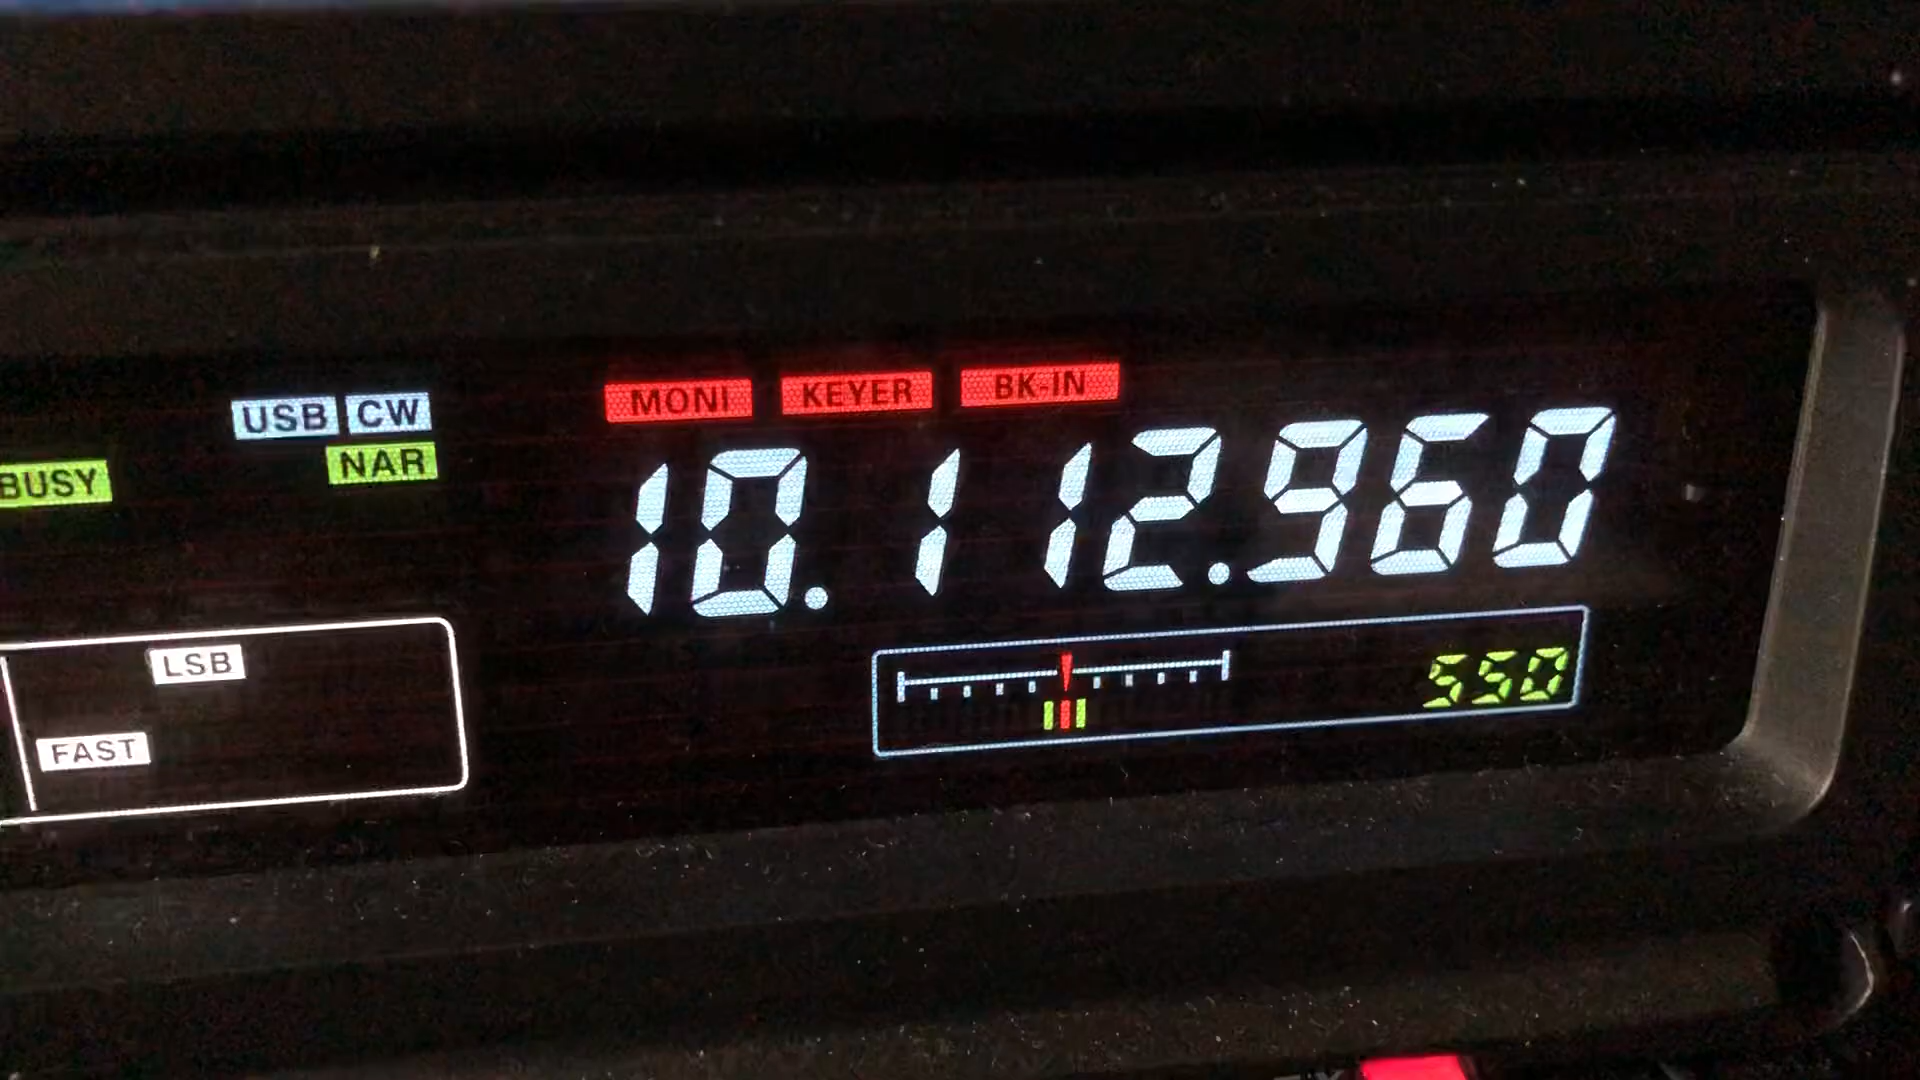 MONI KEYER BK-IN
USB CW
BUSY NAR
10.112.960
LSB
550
FAST